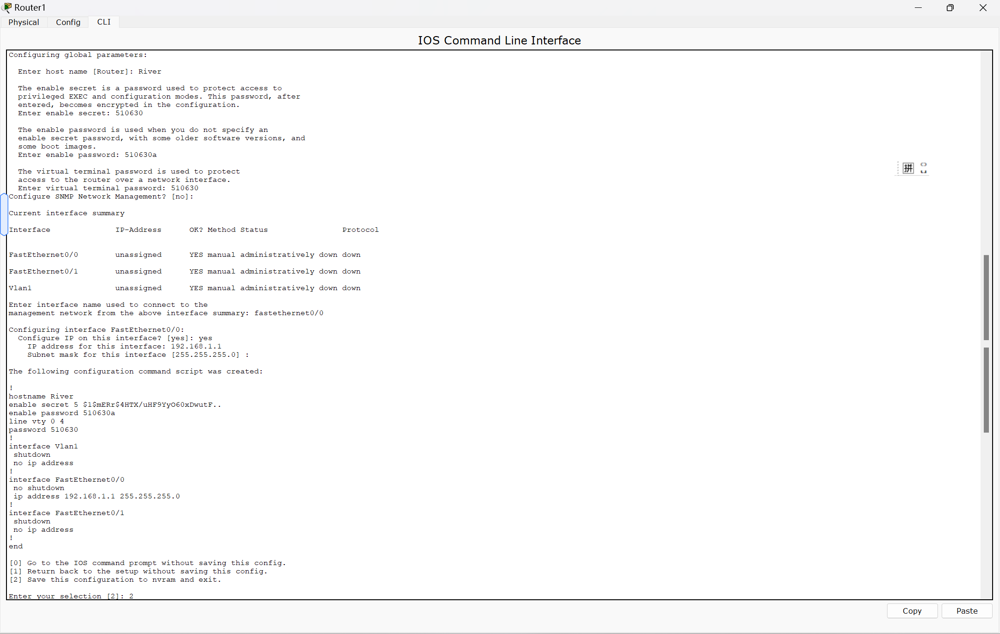 Router1
Physical Config CLI
IOS Command Line Interface
Configuring global parameters:
Enter host name [Router]: River
The enable secret is a password used to protect access to
privileged EXEC and configuration modes. This password, after
entered, becomes encrypted in the configuration.
Enter enable secret: 510630
The enable password is used when you do not specify an
enable secret password, with some older software versions, and
some boot images.
Enter enable password: 510630a
The virtual terminal password is used to protect
access to the router over a network interface.
Enter virtual terminal password: 510630
Configure SNMP Network Management? [no]:
拼
Current interface summary
Interface IP-Address OK? Method Status Protocol
FastEthernet0/0 unassigned YES manual administratively down down
FastEthernet0/1 unassigned YES manual administratively down down
Vlan1 unassigned YES manual administratively down down
Enter interface name used to connect to the
management network from the above interface summary: fastethernet0/0
Configuring interface FastEthernet0/0:
Configure IP on this interface? [yes]: yes
IP address for this interface: 192.168.1.1
Subnet mask for this interface [255.255.255.0] :
The following configuration command script was created:
!
hostname River
enable secret 5 $1$mERr$4HTX/uHF9YyO60xDwutF..
enable password 510630a
line vty 0 4
password 510630
!
interface Vlan1
shutdown
no ip address
!
interface FastEthernet0/0
no shutdown
ip address 192.168.1.1 255.255.255.0
!
interface FastEthernet0/1
shutdown
no ip address
!
end
[0] Go to the IOS command prompt without saving this config.
[1] Return back to the setup without saving this config.
[2] Save this configuration to nvram and exit.
Enter your selection [2]: 2
Copy Paste